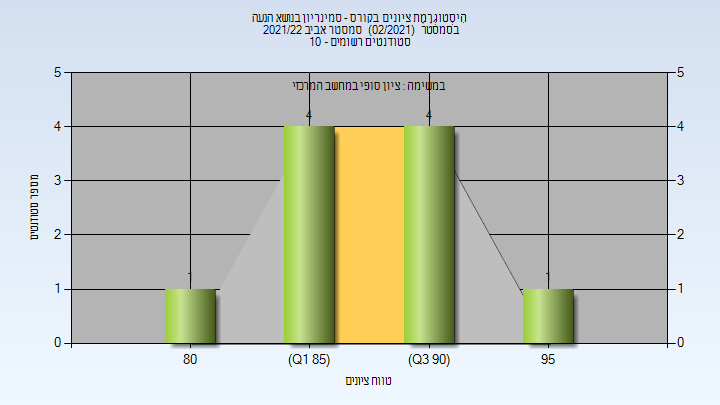 היסטוגרמת ציונים בקורס - סמינריון בנושא הנעה
בסמסטר (02/2021) סמסטר אביב 2021/22
סטודנטים רשומים - 10
במשימה : ציון סופי במחשב המרכזי
5 5
4 4
3 3
2 2
1 1
0 0
4 4
1 1
מספר סטודנטים
80 (Q1 85) (Q3 90) 95
טווח ציונים